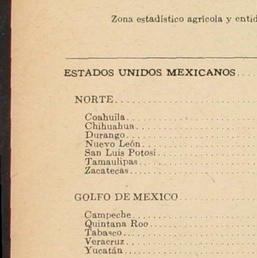 Zona estadístico agrícola y
ESTADOS UNIDOS MEXICANOS
NORTE
Coahuila
Chihuahua
Durango
Nuevo León
San Luis Potosí
Tamaulipas
Zacatecas
GOLFO DE MEXICO
Campeche
Quintana Roo
Tabasco
Veracruz
Yucatán